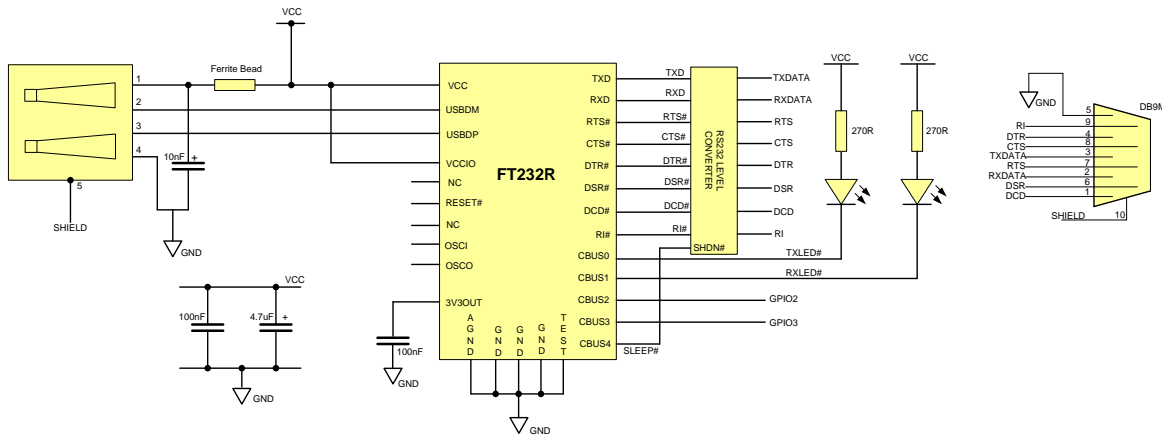 VCC
Ferrite Bead
1
2
3
4
5
SHIELD
10nF +
GND
VCC
100nF
4.7uF +
GND
FT232R
VCC
USBDM
USBDP
VCCIO
NC
RESET#
NC
OSCI
OSCO
3V3OUT
100nF
GND
AGND
GND
GND
GND
TEST
GND
TXD
RXD
RTS#
CTS#
DTR#
DSR#
DCD#
RI#
CBUS0
CBUS1
CBUS2
CBUS3
CBUS4
TXD
RXD
RTS#
CTS#
DTR#
DSR#
DCD#
RI#
SLEEP#
RS232 LEVEL
CONVERTER
SHDN#
TXDATA
RXDATA
RTS
CTS
DTR
DSR
DCD
RI
TXLED#
RXLED#
GPIO2
GPIO3
VCC
270R
VCC
270R
GND
DB9M
5
RI 9
DTR 4
CTS 8
TXDATA 3
RTS 7
RXDATA 2
DSR 6
DCD 1
SHIELD 10